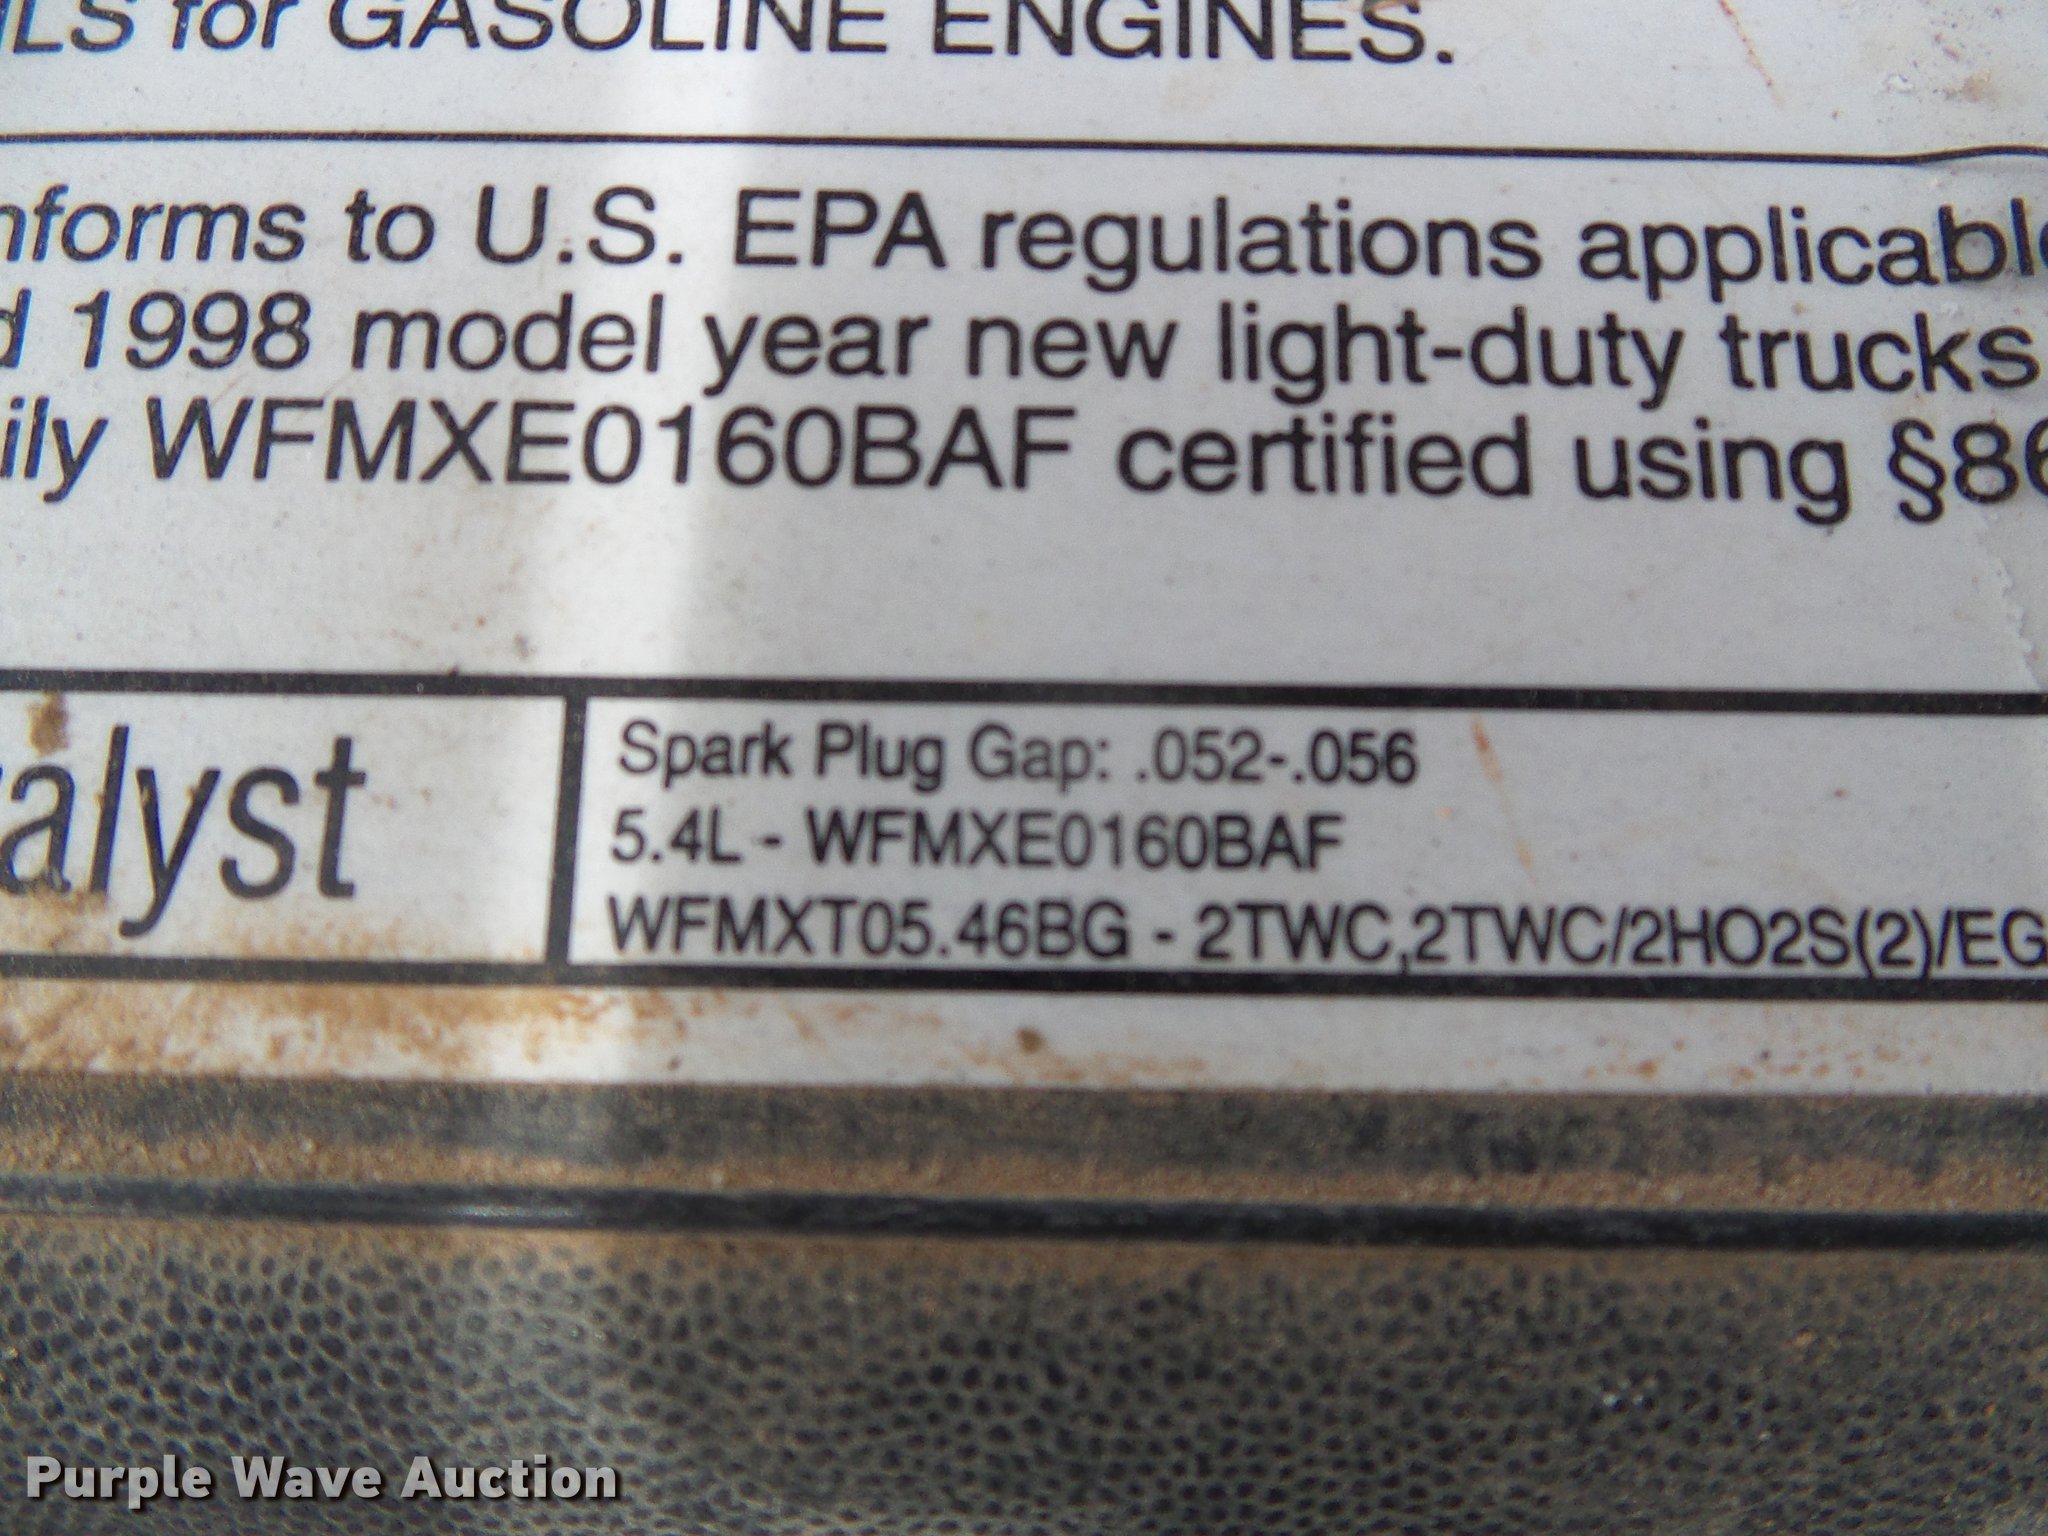 ILS for GASOLINE ENGINES.
nforms to U.S. EPA regulations applicable
d 1998 model year new light-duty trucks
ily WFMXE0160BAF certified using §86
alyst
Spark Plug Gap: .052-.056
5.4L - WFMXE0160BAF
WFMXT05.46BG - 2TWC,2TWC/2HO2S(2)/EG
Purple Wave Auction